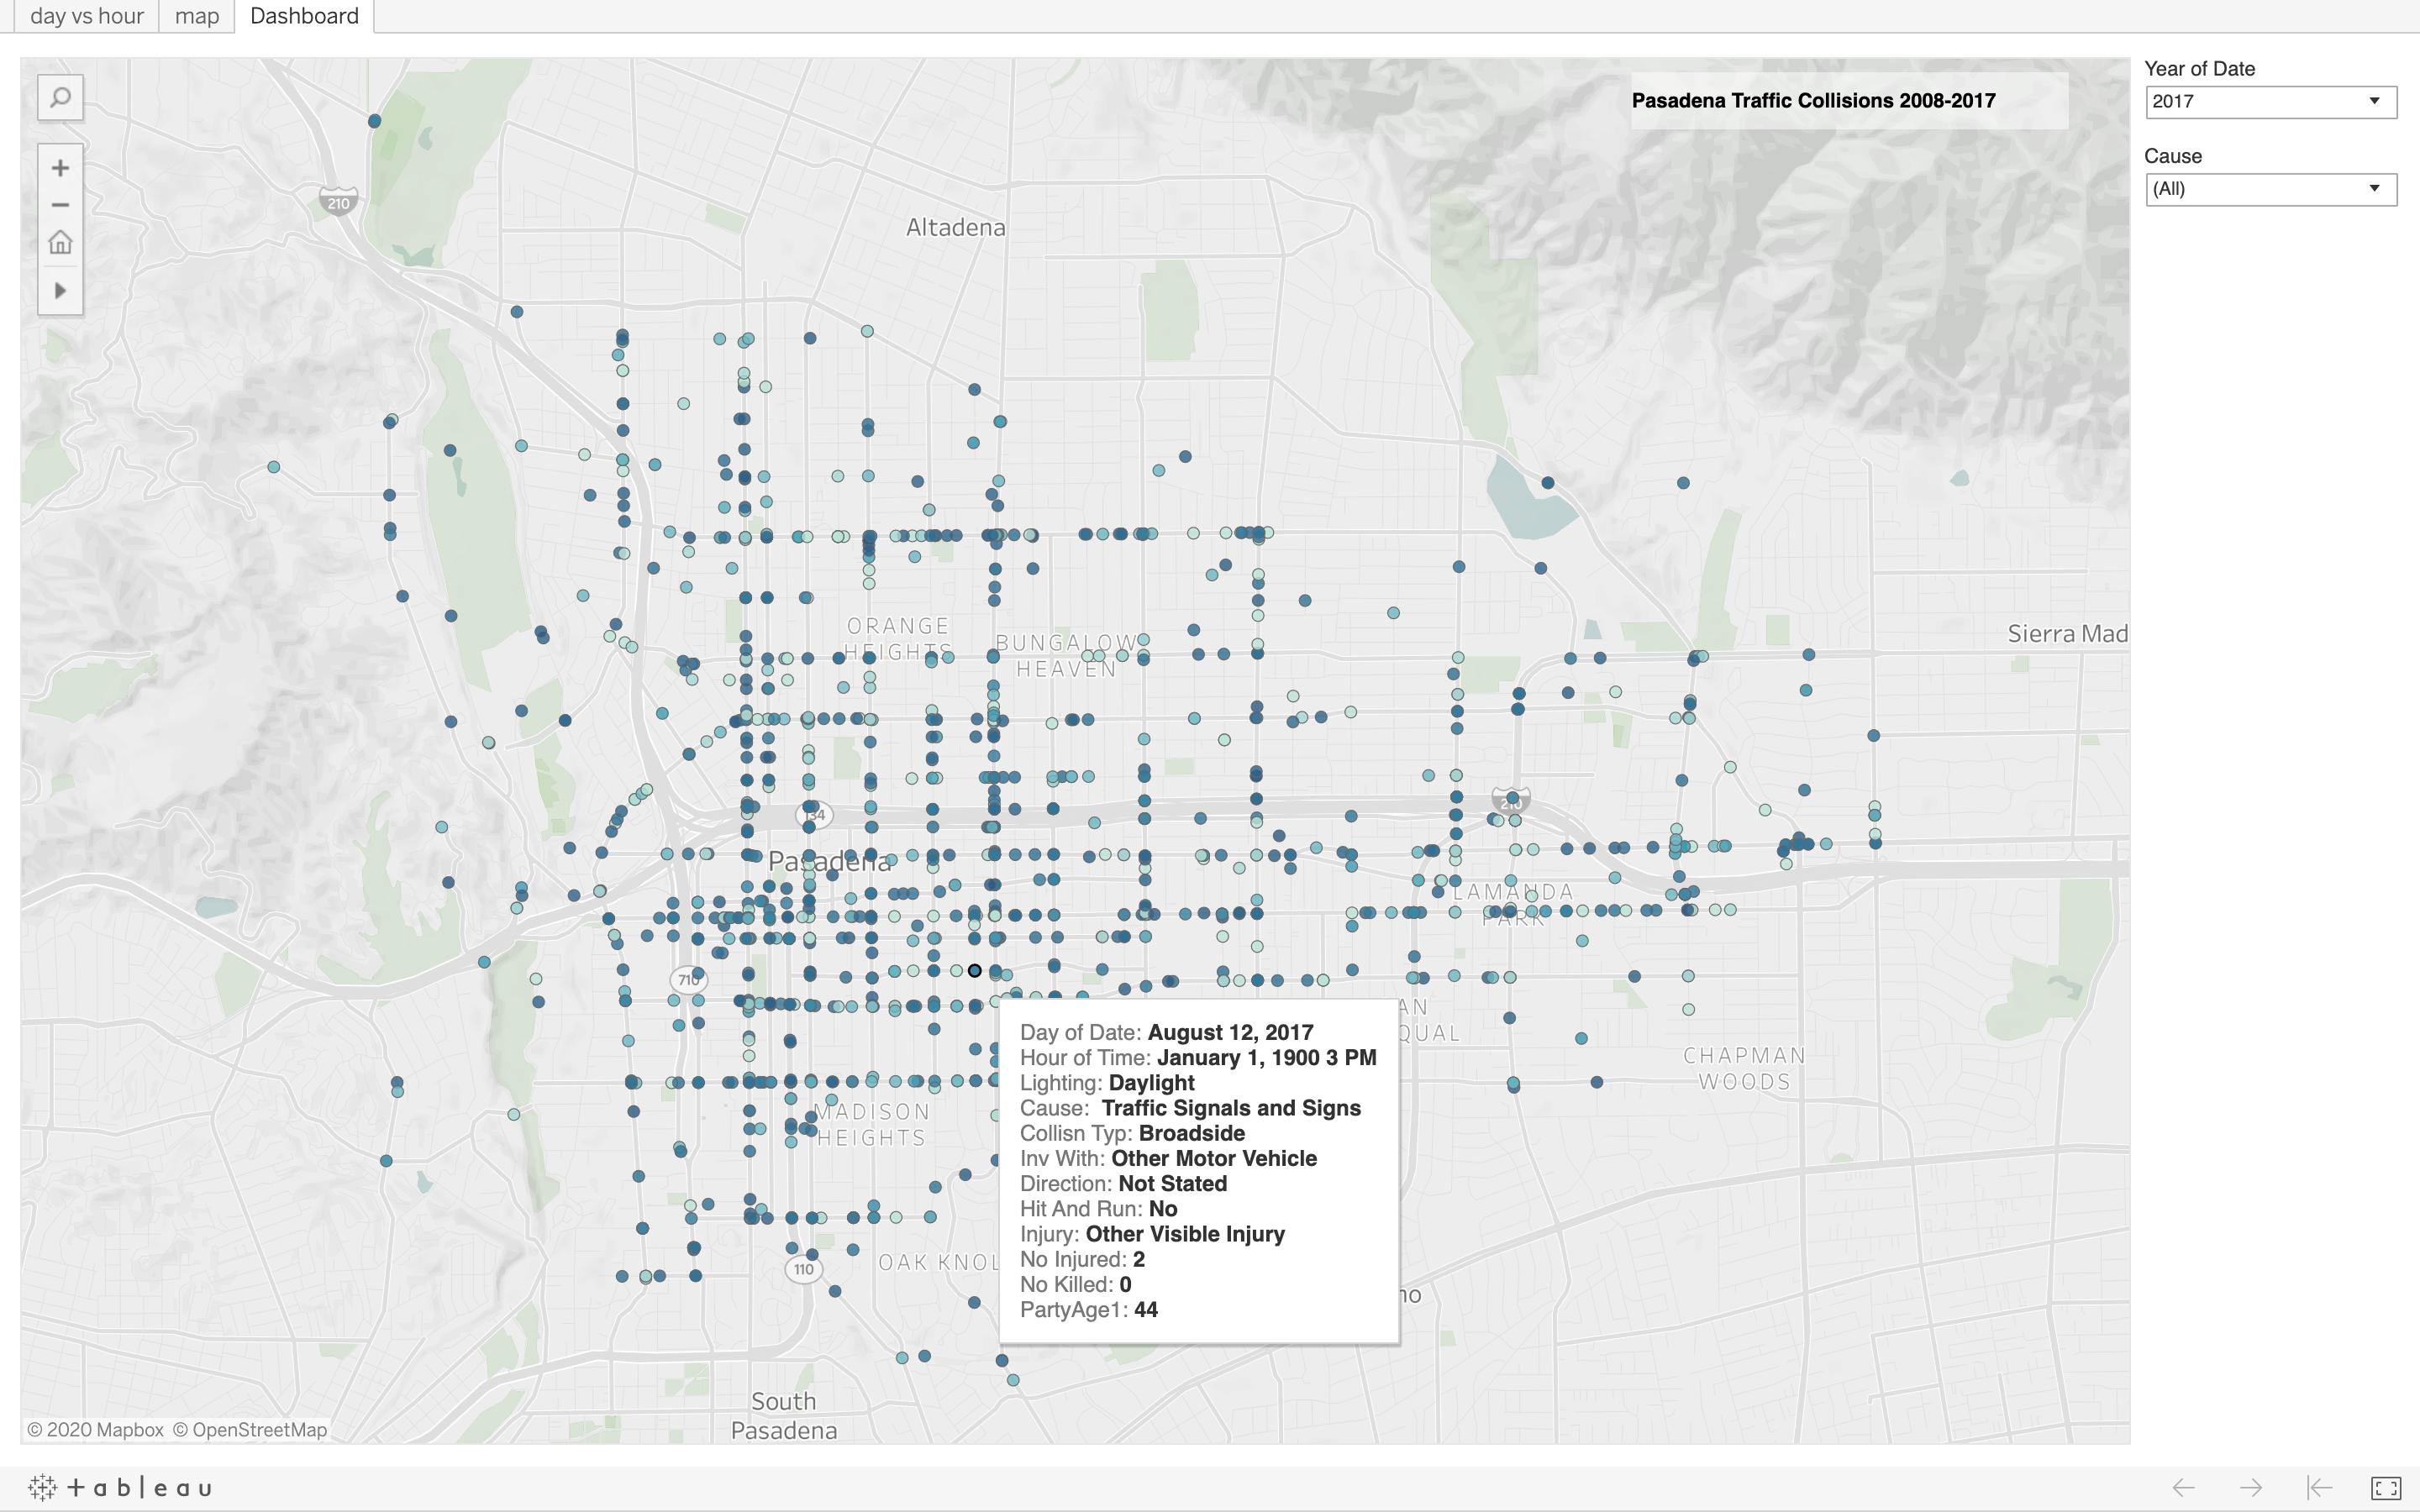 day vs hour
map
Dashboard
Pasadena Traffic Collisions 2008-2017
Year of Date
2017
Cause
(All)
210
Altadena
ORANGE
HEIGHTS
BUNGALOW
HEAVEN
Sierra Mad
210
134
Pasadena
LAMANDA
PARK
710
AN
QUAL
CHAPMAN
WOODS
MADISON
HEIGHTS
OAK KNOL
110
no
Day of Date: August 12, 2017
Hour of Time: January 1, 1900 3 PM
Lighting: Daylight
Cause: Traffic Signals and Signs
Collisn Typ: Broadside
Inv With: Other Motor Vehicle
Direction: Not Stated
Hit And Run: No
Injury: Other Visible Injury
No Injured: 2
No Killed: 0
PartyAge1: 44
South
Pasadena
© 2020 Mapbox © OpenStreetMap
+ableau